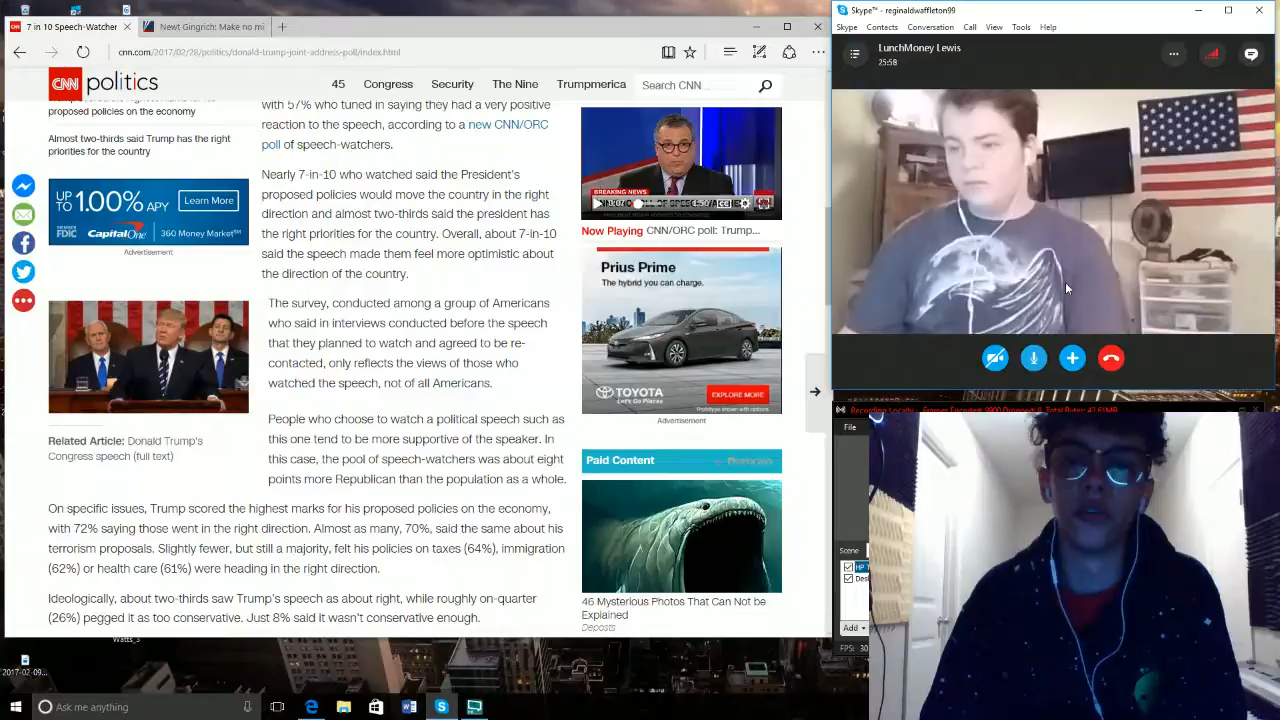 7 in 10 Speech-Watcher
Newt Gingrich: Make no mi
cnn.com/2017/02/28/politics/donald-trump-joint-address-poll/index.html
CNN politics
45 Congress Security The Nine Trumpmerica
Search CNN...
proposed policies on the economy
Almost two-thirds said Trump has the right
priorities for the country
UP TO 1.00% APY
Learn More
MEMBER FDIC
Capital One 360 Money Market
Advertisement
Related Article: Donald Trump's
Congress speech (full text)
with 57% who tuned in saying they had a very positive
reaction to the speech, according to a new CNN/ORC
poll of speech-watchers.
Nearly 7-in-10 who watched said the President's
proposed policies would move the country in the right
direction and almost two-thirds said the president has
the right priorities for the country. Overall, about 7-in-10
said the speech made them feel more optimistic about
the direction of the country.
The survey, conducted among a group of Americans
who said in interviews conducted before the speech
that they planned to watch and agreed to be re-
contacted, captures the views of those who
watched the speech, not of all Americans.
political speech such as
tend to be more supportive of the speaker. In
this case, the pool of speech-watchers was about eight
points more Republican than the population as a whole.
On specific issues, Trump scored the highest marks for his proposed policies on the economy,
with 72% saying those went in the right direction. Almost as many, 70%, said the same about his
terrorism proposals. Slightly fewer, but still a majority, felt his policies on taxes (64%), immigration
(62%) or health care (61%) were heading in the right direction.
Ideologically, about two-thirds saw Trump's speech as about right, while roughly on-quarter
(26%) pegged it as too conservative. Just 8% said it wasn't conservative enough.
BREAKING NEWS
Now Playing CNN/ORC poll: Trump...
Prius Prime
The hybrid you can charge.
TOYOTA
Let's Go Places
EXPLORE MORE
Prototype shown with options.
Advertisement
Paid Content
Outbrain
46 Mysterious Photos That Can Not be
Explained
Deposts
Skype™ - reginaldwaffleton99
Skype Contacts Conversation Call View Tools Help
LunchMoney Lewis
25:58
File
Scene
Add
FPS: 30
Watts_3
2017-02-09...
Ask me anything